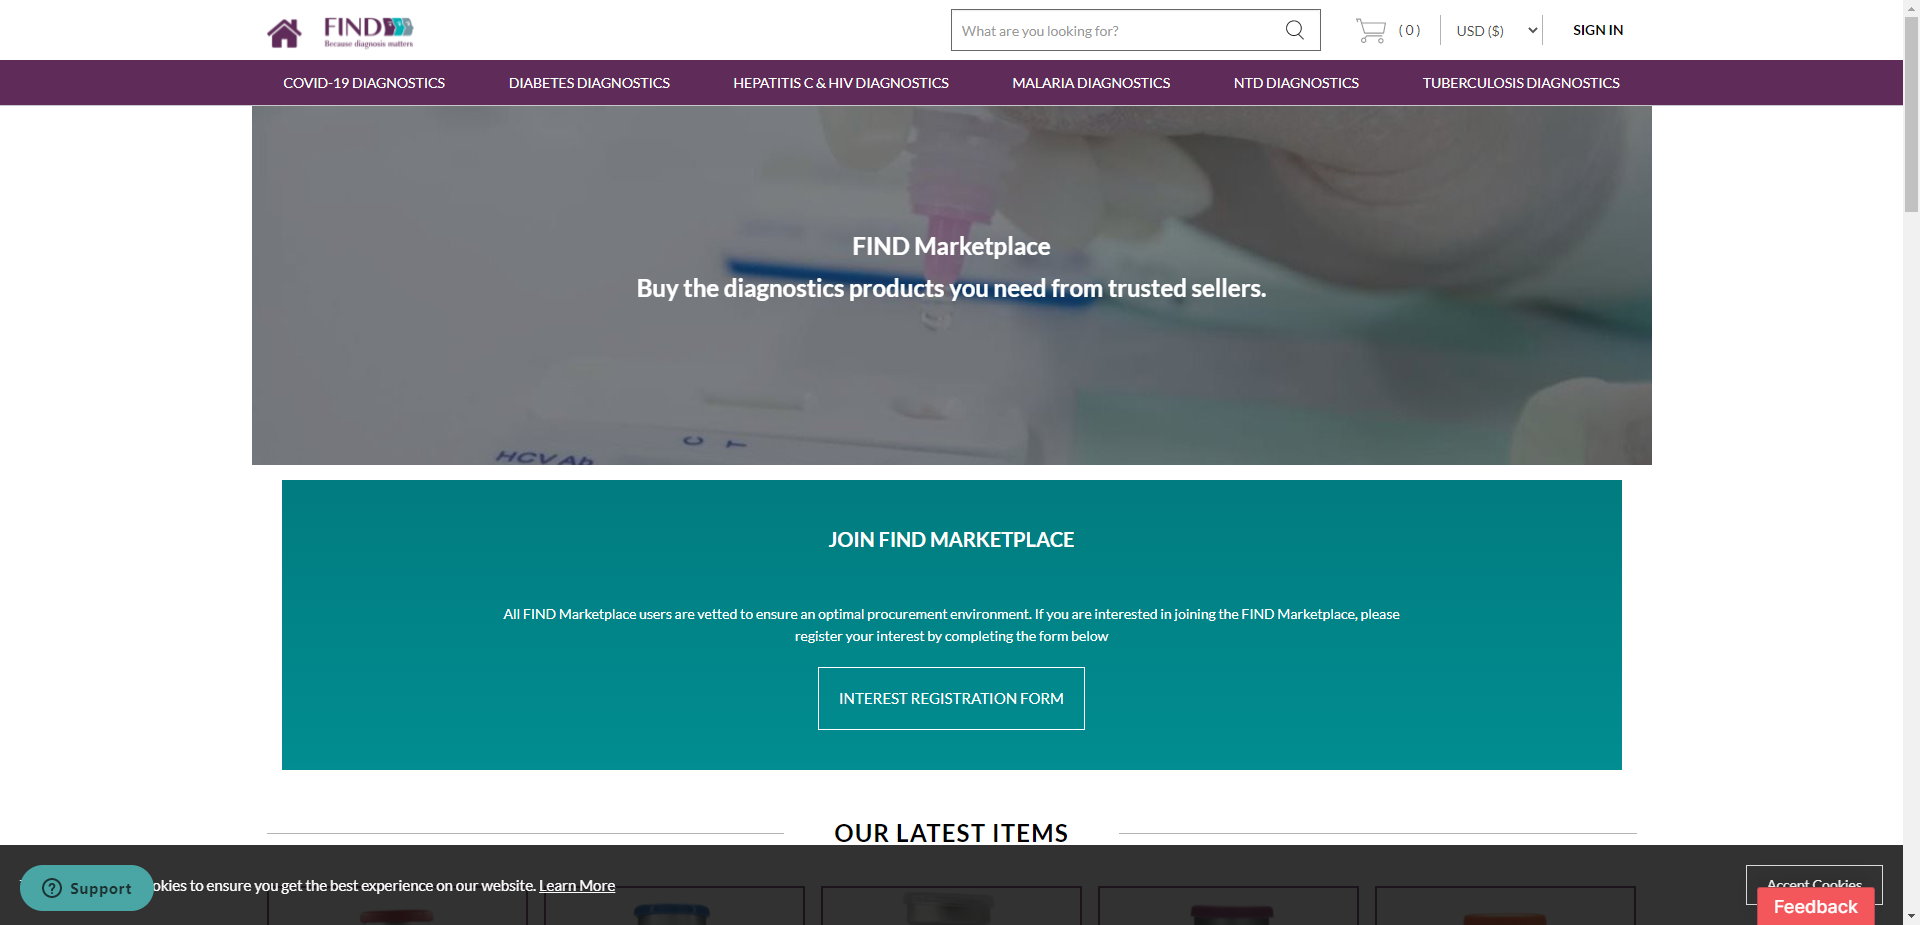 FIND
Because diagnosis matters
What are you looking for?
( 0 )
USD ($)
SIGN IN
COVID-19 DIAGNOSTICS
DIABETES DIAGNOSTICS
HEPATITIS C & HIV DIAGNOSTICS
MALARIA DIAGNOSTICS
NTD DIAGNOSTICS
TUBERCULOSIS DIAGNOSTICS
FIND Marketplace
Buy the diagnostics products you need from trusted sellers.
C T
HCV Ab
JOIN FIND MARKETPLACE
All FIND Marketplace users are vetted to ensure an optimal procurement environment. If you are interested in joining the FIND Marketplace, please
register your interest by completing the form below
INTEREST REGISTRATION FORM
OUR LATEST ITEMS
Support
okies to ensure you get the best experience on our website. Learn More
Accept Cookies
Feedback